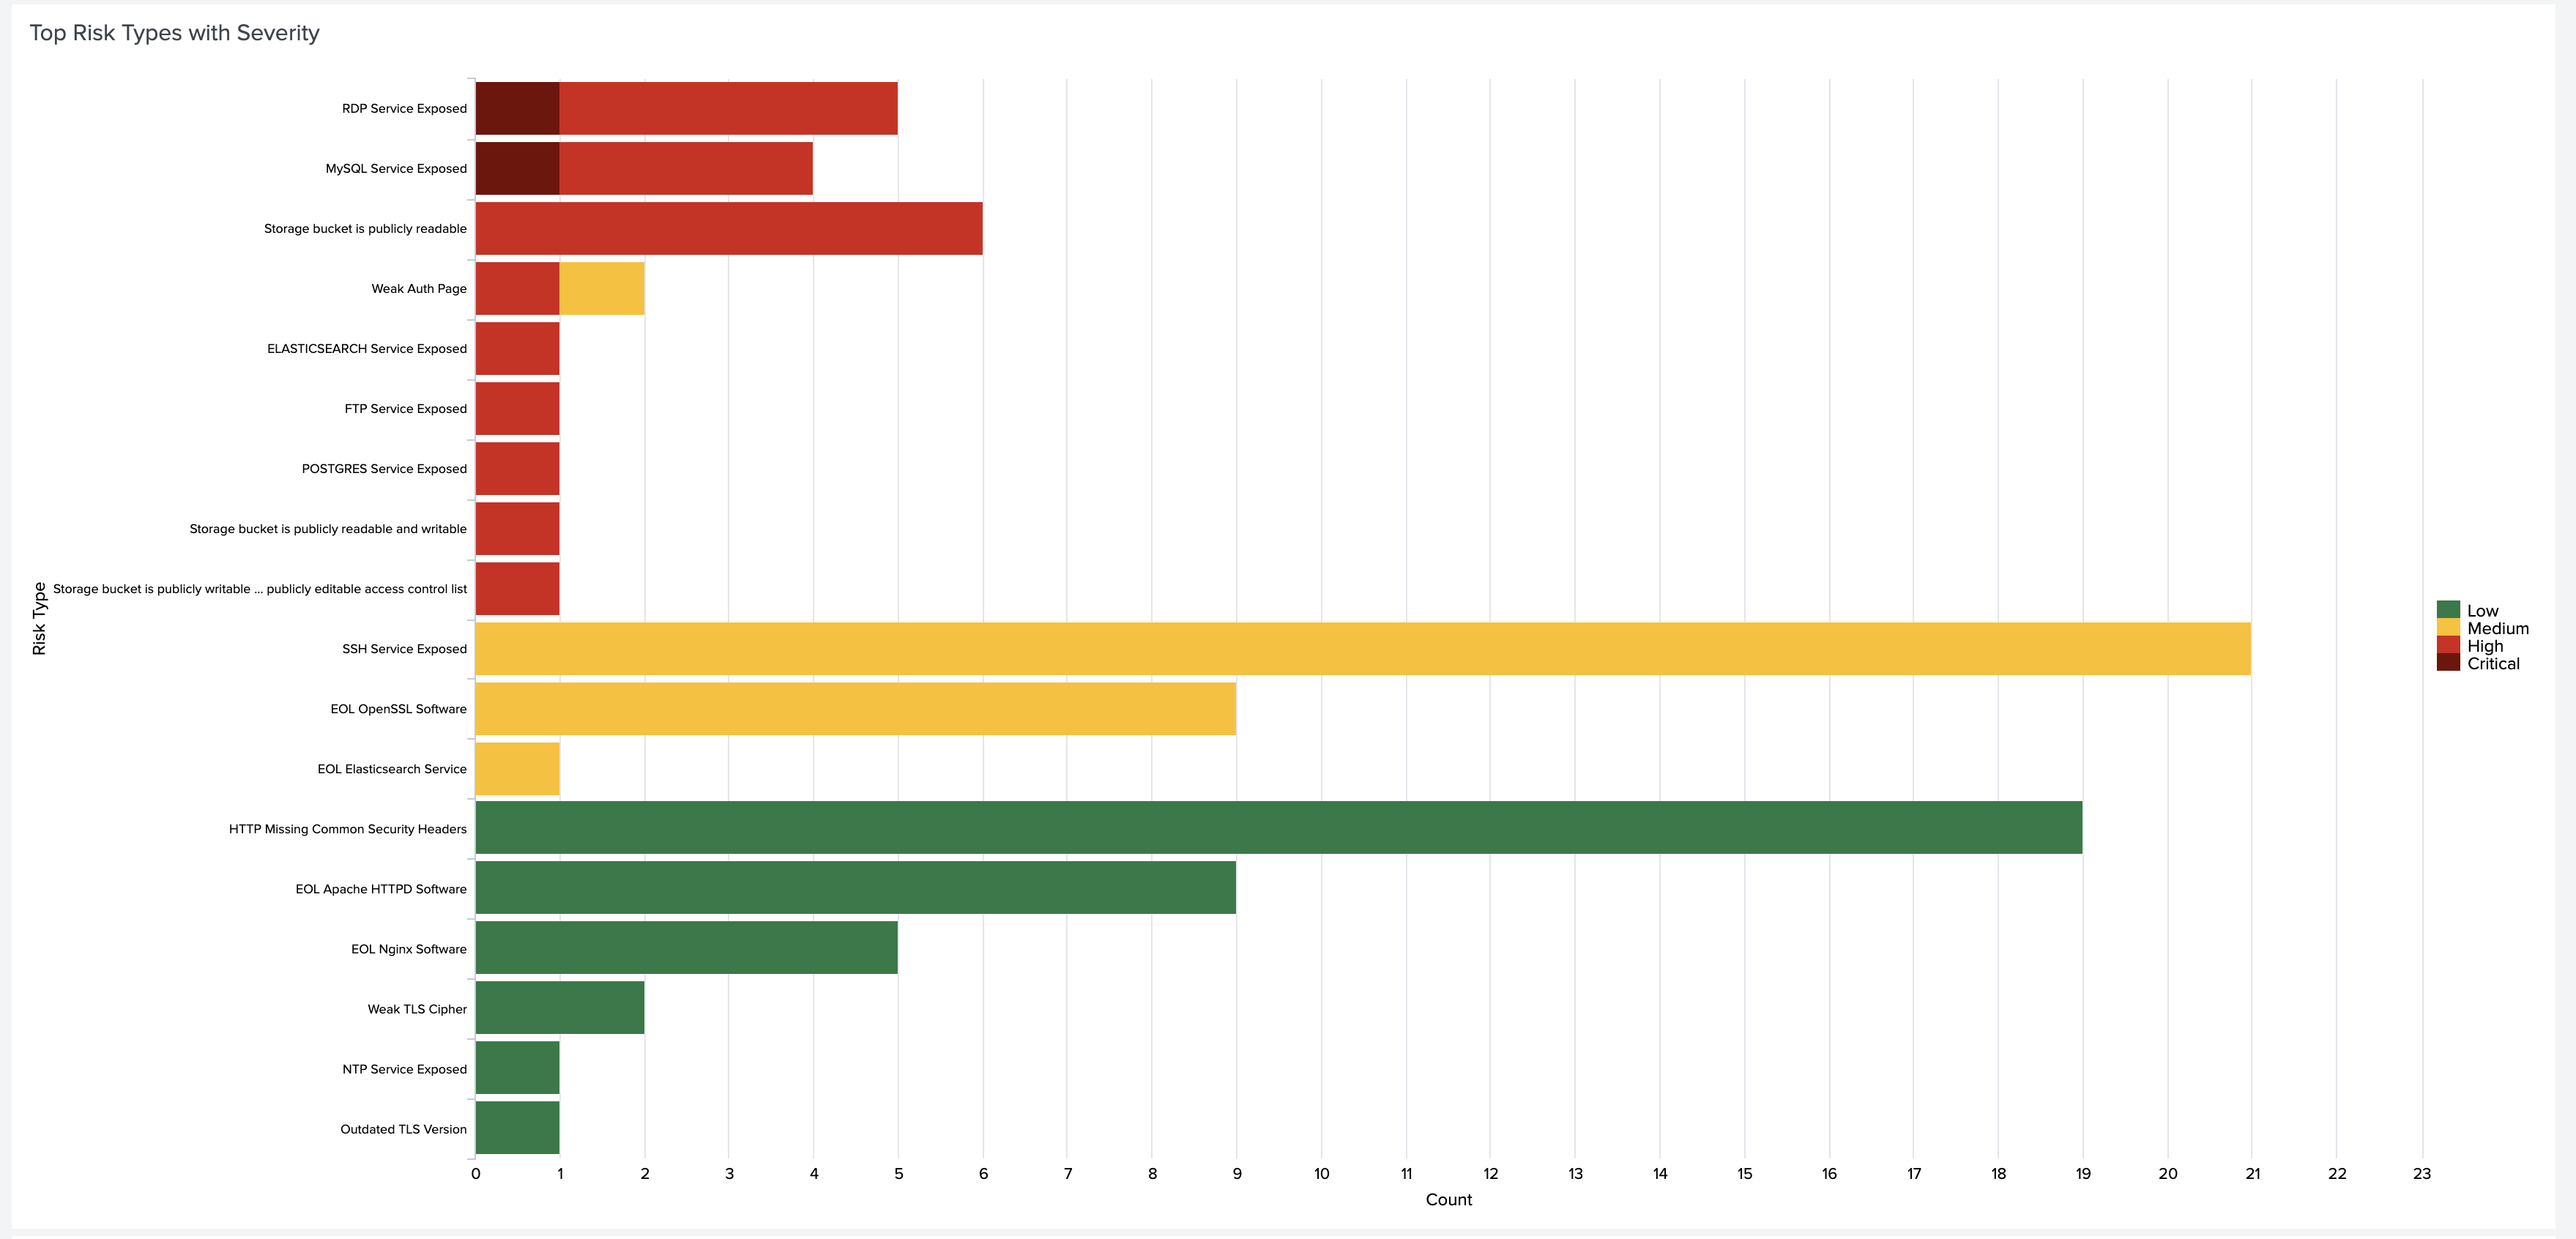 Top Risk Types with Severity
RDP Service Exposed
MySQL Service Exposed
Storage bucket is publicly readable
Weak Auth Page
ELASTICSEARCH Service Exposed
FTP Service Exposed
POSTGRES Service Exposed
Storage bucket is publicly readable and writable
Storage bucket is publicly writable ... publicly editable access control list
SSH Service Exposed
EOL OpenSSL Software
EOL Elasticsearch Service
HTTP Missing Common Security Headers
EOL Apache HTTPD Software
EOL Nginx Software
Weak TLS Cipher
NTP Service Exposed
Outdated TLS Version
Risk Type
0 1 2 3 4 5 6 7 8 9 10 11 12 13 14 15 16 17 18 19 20 21 22 23
Count
Low
Medium
High
Critical